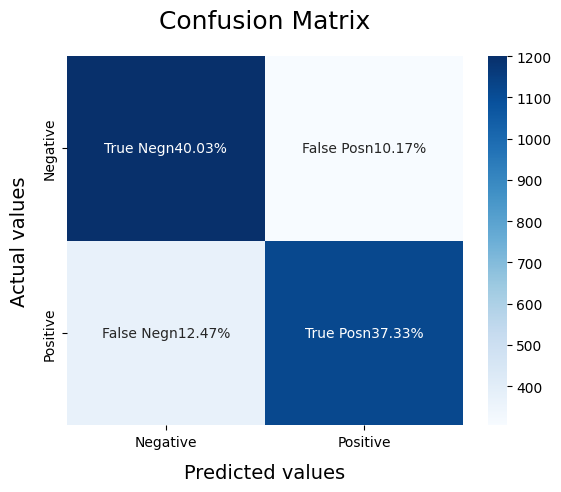 Confusion Matrix
Actual values
Negative
Positive
True Negn40.03%
False Posn10.17%
False Negn12.47%
True Posn37.33%
Negative
Positive
Predicted values
1200
1100
1000
900
800
700
600
500
400